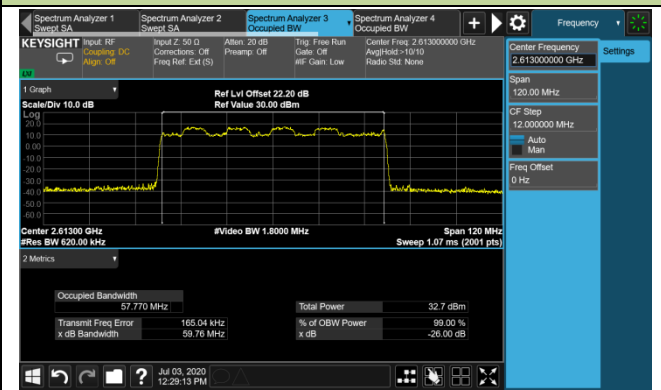 Spectrum Analyzer 1
Swept SA
Spectrum Analyzer 2
Swept SA
Spectrum Analyzer 3
Occupied BW
Spectrum Analyzer 4
Occupied BW
Frequency
KEYSIGHT
Input: RF
Coupling: DC
Align: Off
Input Z: 50 Ω
Corrections: Off
Freq Ref: Ext (S)
Atten: 20 dB
Preamp: Off
Trig: Free Run
Gate: Off
#IF Gain: Low
Center Freq: 2.613000000 GHz
Avg|Hold:>10/10
Radio Std: None
Center Frequency
2.613000000 GHz
Settings
Span
120.00 MHz
CF Step
12.000000 MHz
Auto
Man
Freq Offset
0 Hz
LXI
1 Graph
Scale/Div 10.0 dB
Ref Lvl Offset 22.20 dB
Ref Value 30.00 dBm
Log
20.0
10.0
0.00
-10.0
-20.0
-30.0
-40.0
-50.0
-60.0
Center 2.61300 GHz
#Res BW 620.00 kHz
#Video BW 1.8000 MHz
Span 120 MHz
Sweep 1.07 ms (2001 pts)
2 Metrics
Occupied Bandwidth
57.770 MHz
Total Power 32.7 dBm
Transmit Freq Error 165.04 kHz
% of OBW Power 99.00 %
x dB Bandwidth 59.76 MHz
x dB -26.00 dB
?
Jul 03, 2020
12:29:13 PM